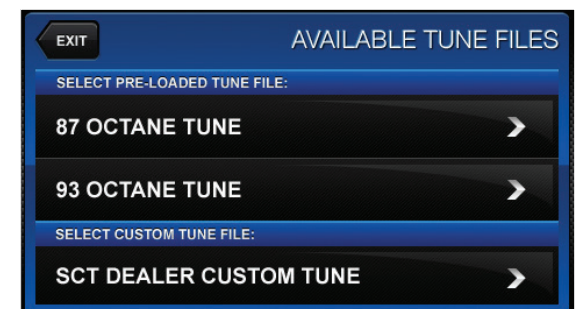 EXIT
AVAILABLE TUNE FILES
SELECT PRE-LOADED TUNE FILE:
87 OCTANE TUNE
93 OCTANE TUNE
SELECT CUSTOM TUNE FILE:
SCT DEALER CUSTOM TUNE